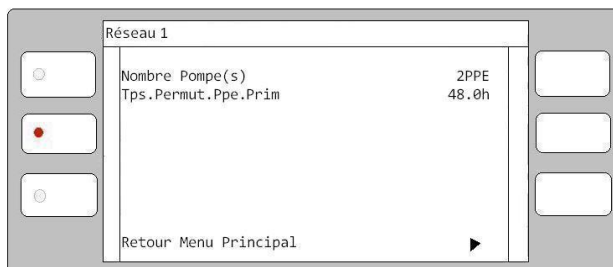 Réseau 1
Nombre Pompe(s) 2PPE
Tps.Permut.Ppe.Prim 48.0h
Retour Menu Principal